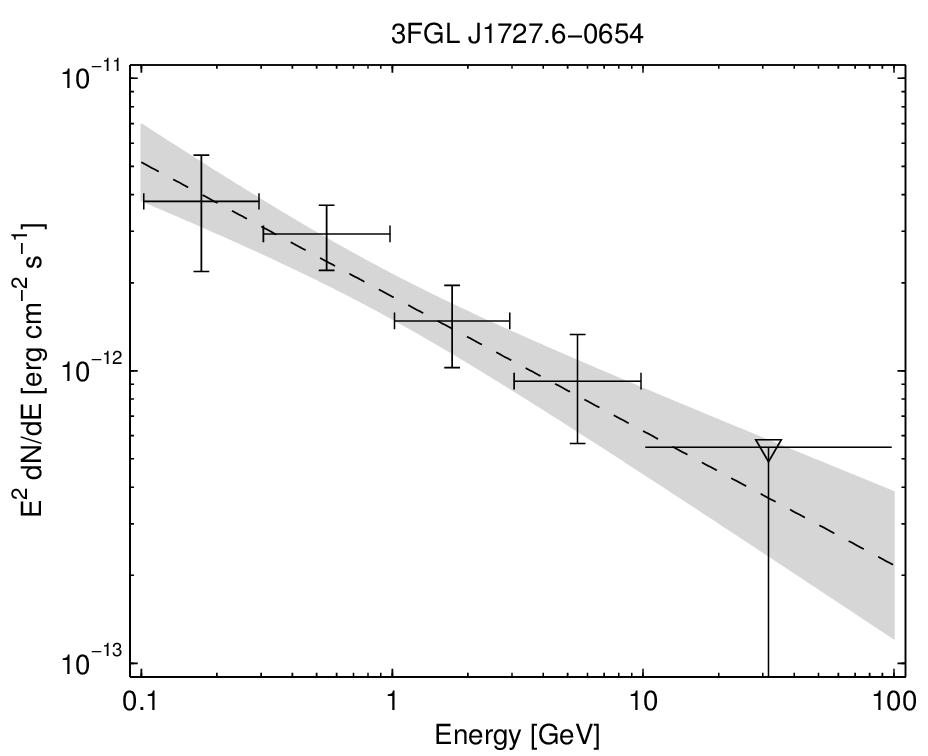 3FGL J1727.6−0654
10⁻¹¹
10⁻¹²
10⁻¹³
E² dN/dE [erg cm⁻² s⁻¹]
0.1 1 10 100
Energy [GeV]